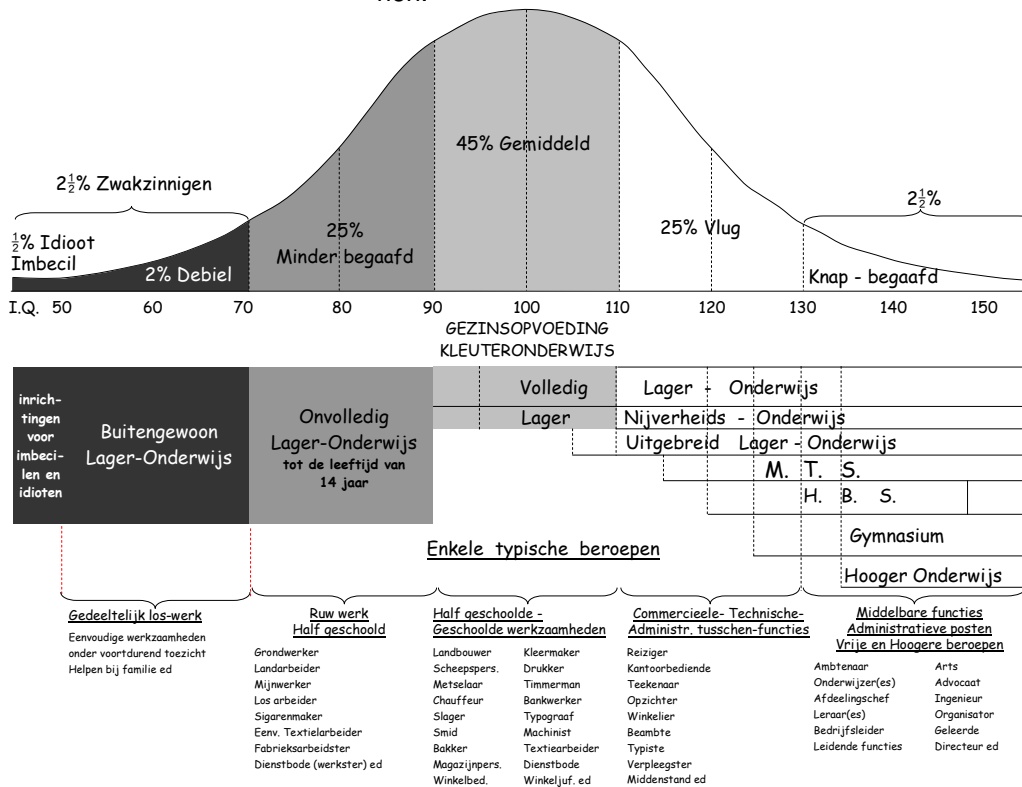 nen.
45% Gemiddeld
2½% Zwakzinnigen
2½%
½% Idioot
Imbecil
2% Debiel
25%
Minder begaafd
25% Vlug
Knap - begaafd
I.Q. 50 60 70 80 90 100 110 120 130 140 150
GEZINSOPVOEDING
KLEUTERONDERWIJS
inrich-
tingen
voor
imbeci-
len en
idioten
Buitengewoon
Lager-Onderwijs
Onvolledig
Lager-Onderwijs
tot de leeftijd van
14 jaar
Volledig Lager - Onderwijs
Lager Nijverheids - Onderwijs
Uitgebreid Lager - Onderwijs
M. T. S.
H. B. S.
Gymnasium
Hooger Onderwijs
Enkele typische beroepen
Gedeeltelijk los-werk
Eenvoudige werkzaamheden
onder voortdurend toezicht
Helpen bij familie ed
Ruw werk
Half geschoold
Grondwerker
Landarbeider
Mijnwerker
Los arbeider
Sigarenmaker
Eenv. Textielarbeider
Fabrieksarbeidster
Dienstbode (werkster) ed
Half geschoolde -
Geschoolde werkzaamheden
Landbouwer Kleermaker
Scheepspers. Drukker
Metselaar Timmerman
Chauffeur Bankwerker
Slager Typograaf
Smid Machinist
Bakker Textiearbeider
Magazijnpers. Dienstbode
Winkelbed. Winkeljuf. ed
Commercieele- Technische-
Administr. tusschen-functies
Reiziger
Kantoorbediende
Teekenaar
Opzichter
Winkelier
Beambte
Typiste
Verpleegster
Middenstand ed
Middelbare functies
Administratieve posten
Vrije en Hoogere beroepen
Ambtenaar Arts
Onderwijzer(es) Advocaat
Afdeelingschef Ingenieur
Leraar(es) Organisator
Bedrijfsleider Geleerde
Leidende functies Directeur ed